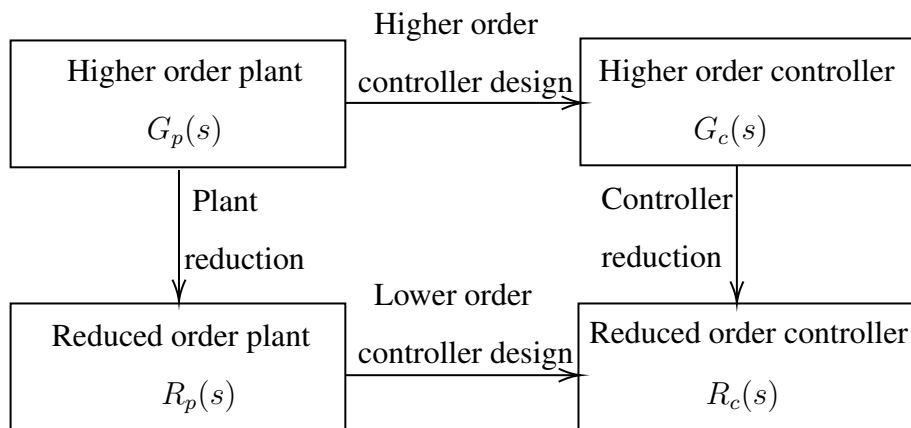 Higher order
Higher order plant
controller design
Higher order controller
G_p(s)
G_c(s)
Plant
reduction
Controller
reduction
Lower order
Reduced order plant
controller design
Reduced order controller
R_p(s)
R_c(s)